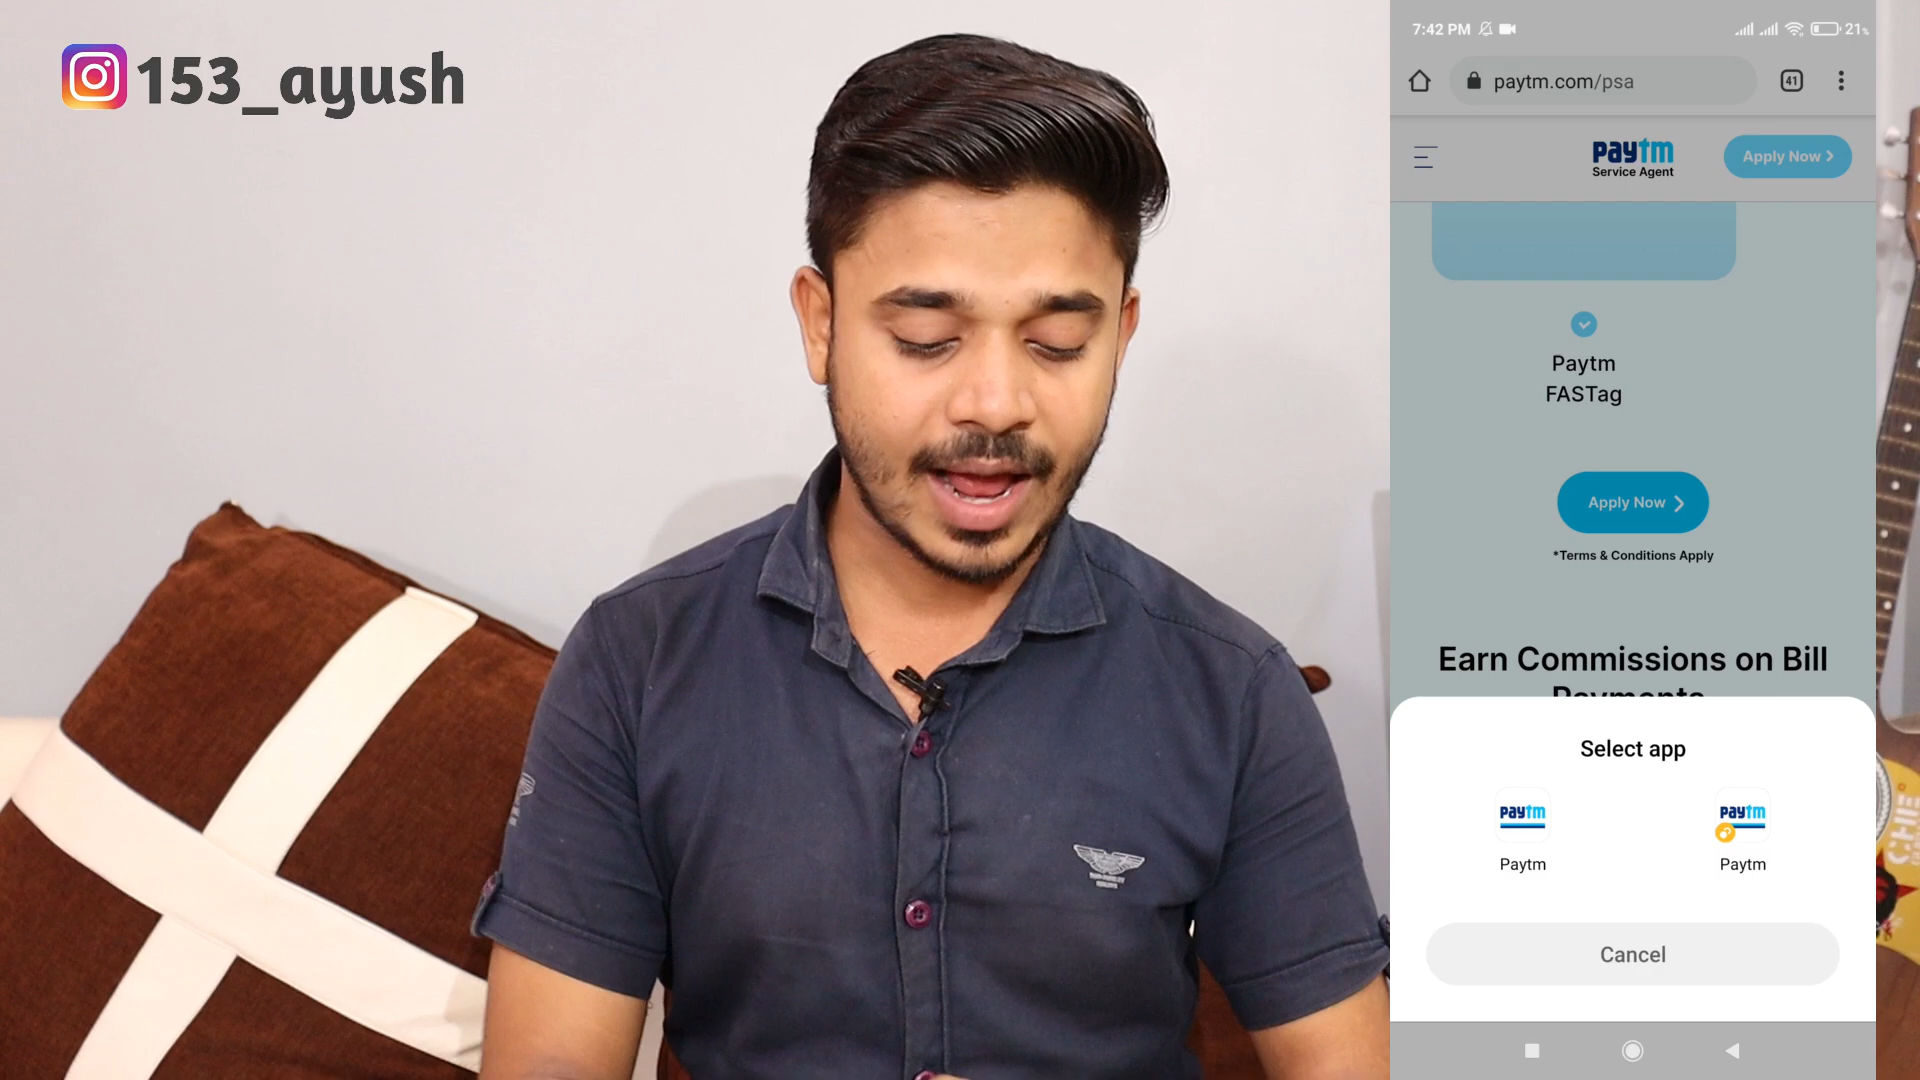 153_ayush
7:42 PM
21%
paytm.com/psa
41
paytm
Service Agent
Apply Now
Paytm
FASTag
Apply Now
*Terms & Conditions Apply
Earn Commissions on Bill
Payments
Select app
paytm
paytm
Paytm
Paytm
Cancel